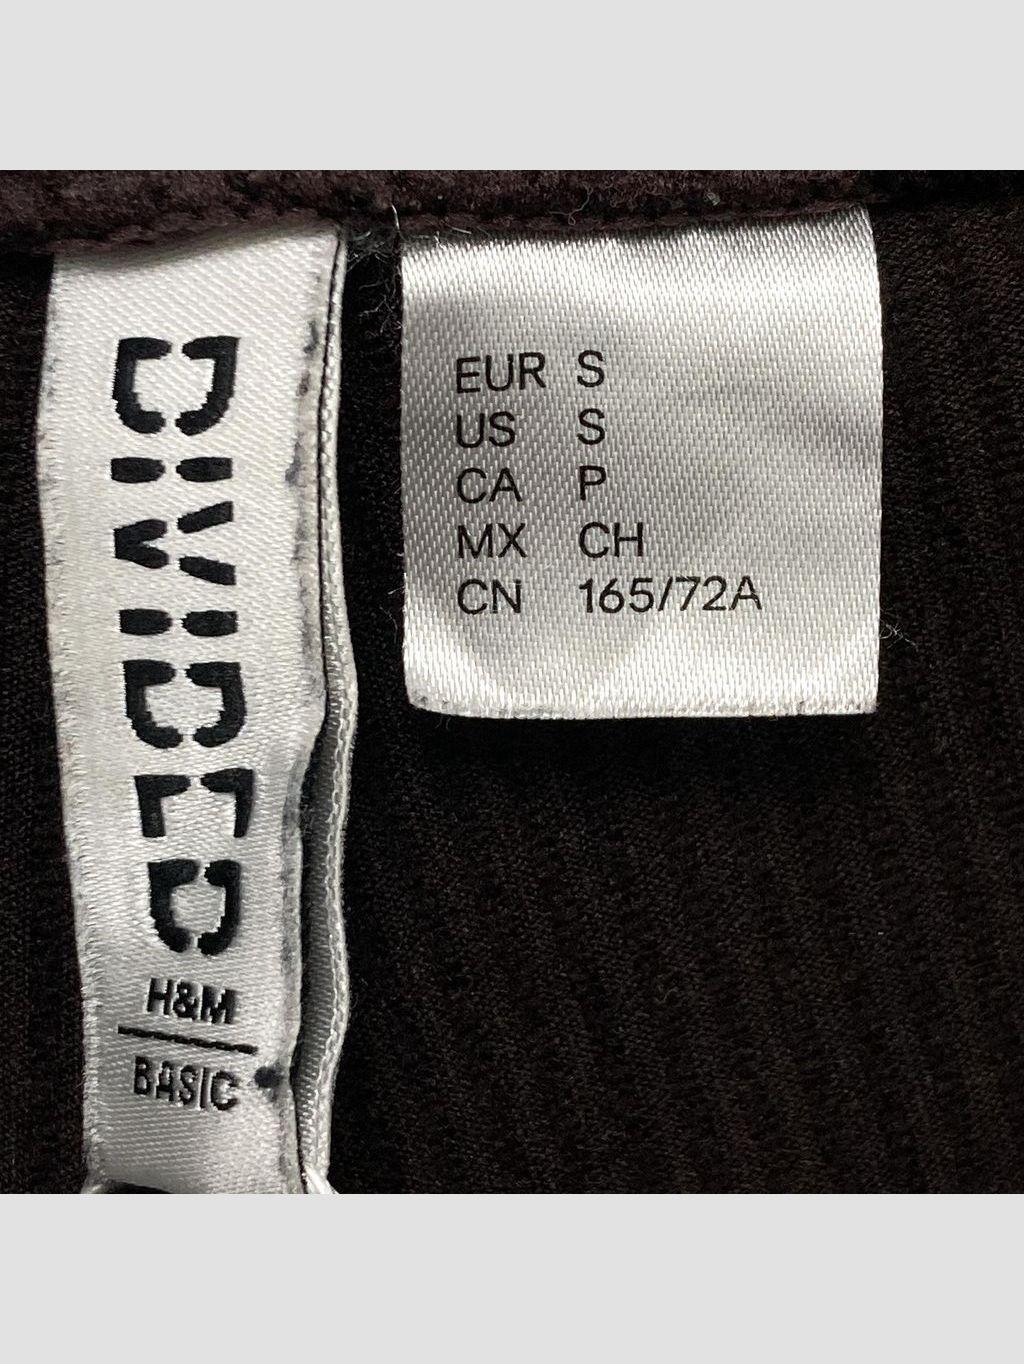 DIVIDED
H&M
BASIC
EUR S
US S
CA P
MX CH
CN 165/72A